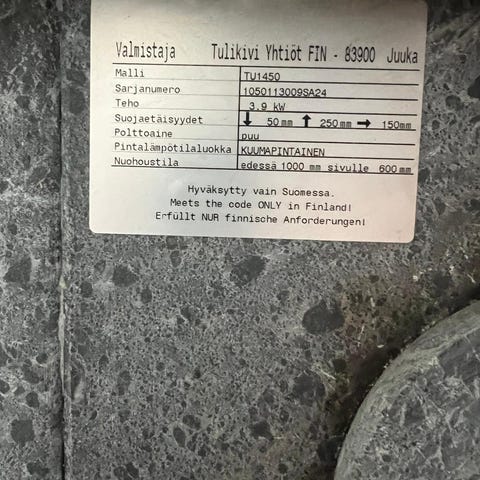 Valmistaja Tulikivi Yhtiöt FIN - 83900 Juuka
Malli TU1450
Sarjanumero 1050113009SA24
Teho 3.9 kW
Suojaetäisyydet ↓ 50 mm ↑ 250 mm → 150 mm
Polttoaine puu
Pintalämpötilaluokka KUUMAPINTAINEN
Nuohoustila edessä 1000 mm sivulle 600 mm
Hyväksytty vain Suomessa.
Meets the code ONLY in Finland!
Erfüllt NUR finnische Anforderungen!